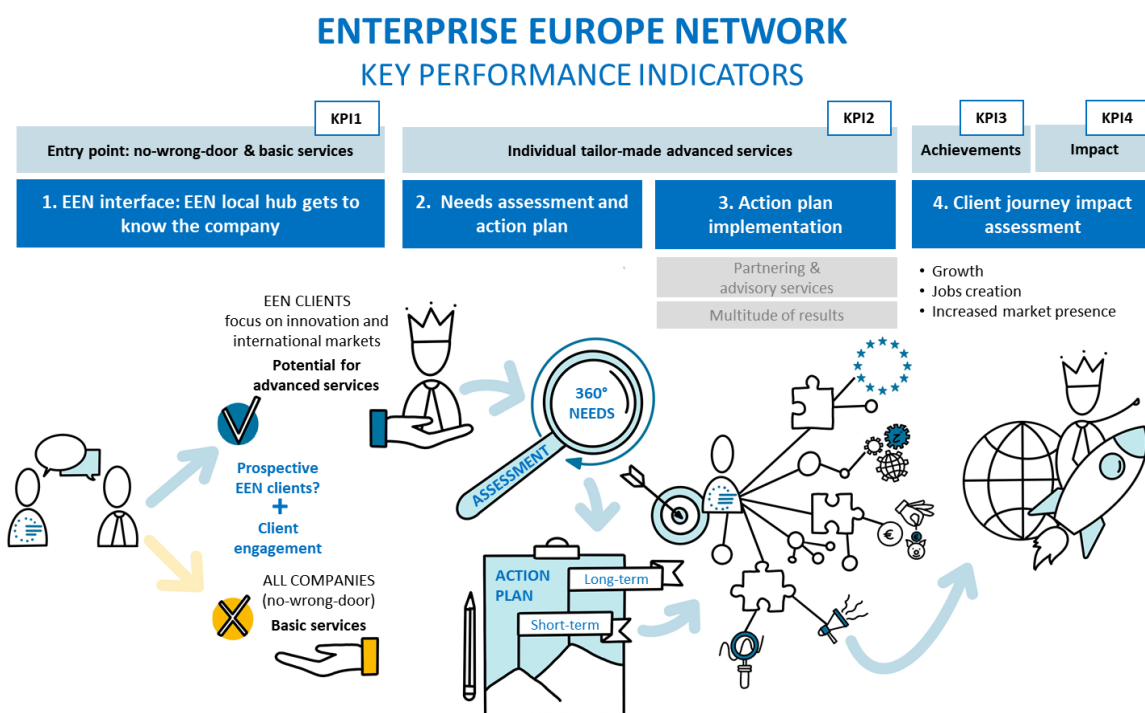 ENTERPRISE EUROPE NETWORK
KEY PERFORMANCE INDICATORS
KPI1
Entry point: no-wrong-door & basic services
KPI2
Individual tailor-made advanced services
KPI3
Achievements
KPI4
Impact
1. EEN interface: EEN local hub gets to
know the company
2. Needs assessment and
action plan
3. Action plan
implementation
4. Client journey impact
assessment
Partnering &
advisory services
Multitude of results
• Growth
• Jobs creation
• Increased market presence
EEN CLIENTS
focus on innovation and
international markets
Potential for
advanced services
Prospective
EEN clients?
+
Client
engagement
ALL COMPANIES
(no-wrong-door)
Basic services
360°
NEEDS
ASSESSMENT
ACTION
PLAN
Long-term
Short-term
€